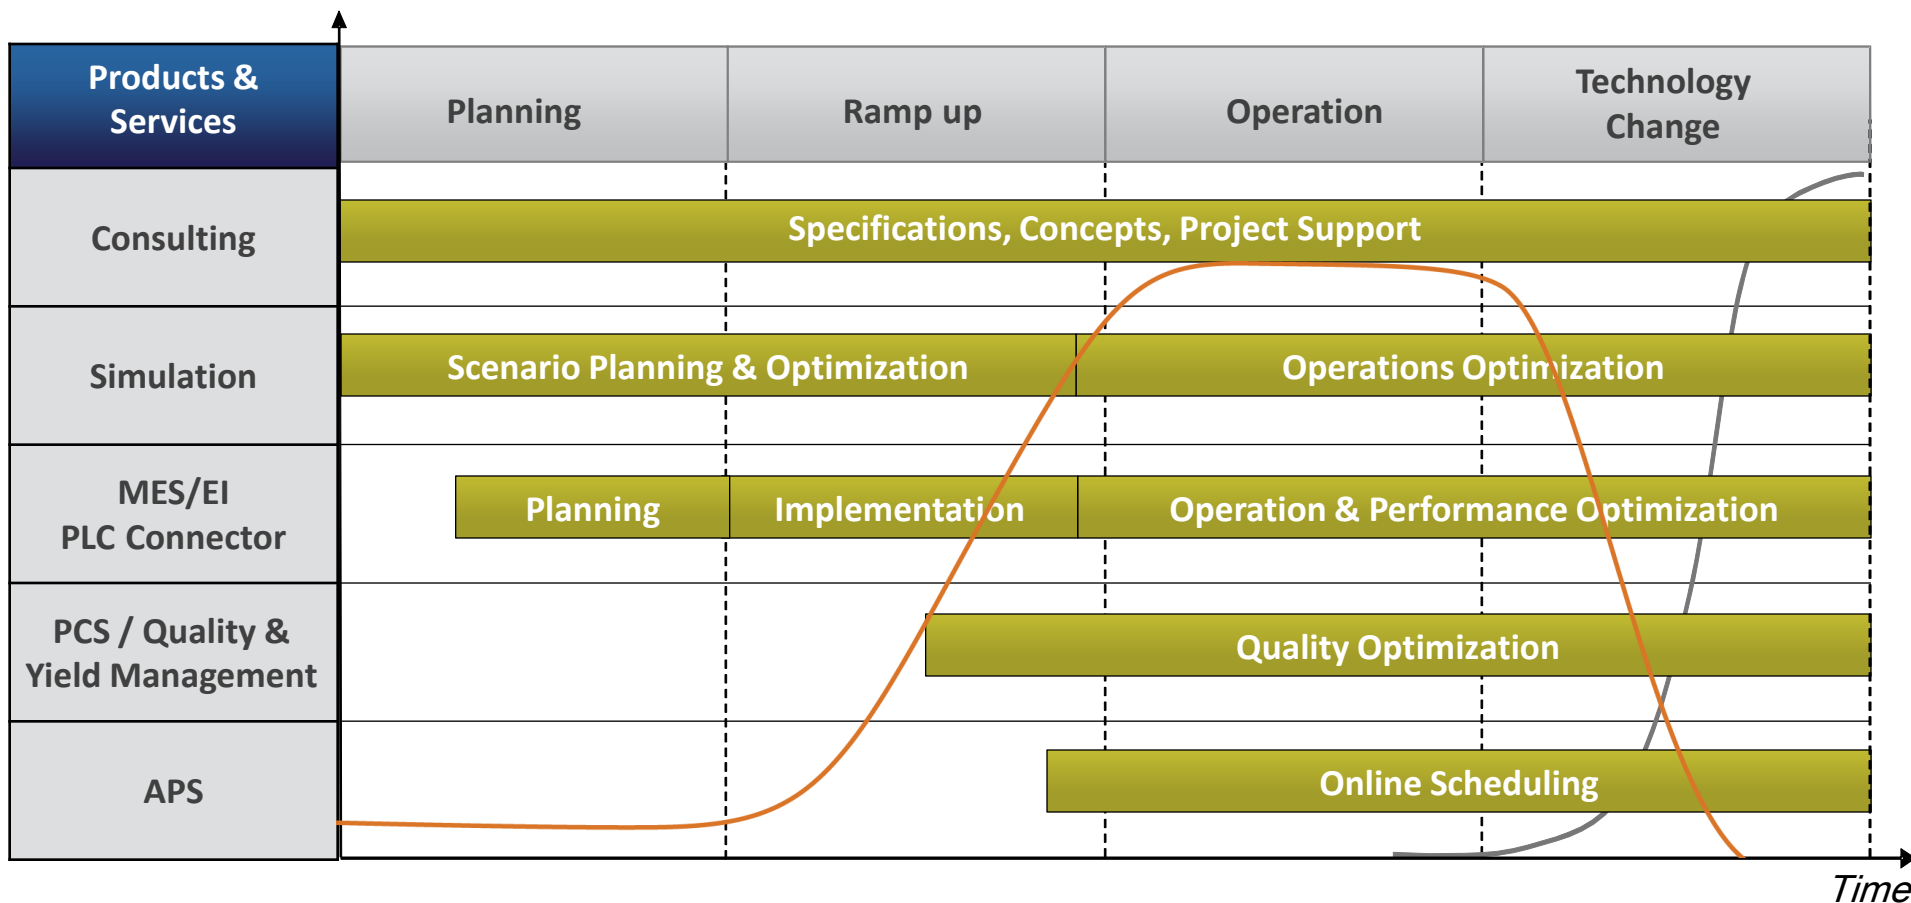 Products &
Services
Planning
Ramp up
Operation
Technology
Change
Consulting
Specifications, Concepts, Project Support
Simulation
Scenario Planning & Optimization
Operations Optimization
MES/EI
PLC Connector
Planning
Implementation
Operation & Performance Optimization
PCS / Quality &
Yield Management
Quality Optimization
APS
Online Scheduling
Time